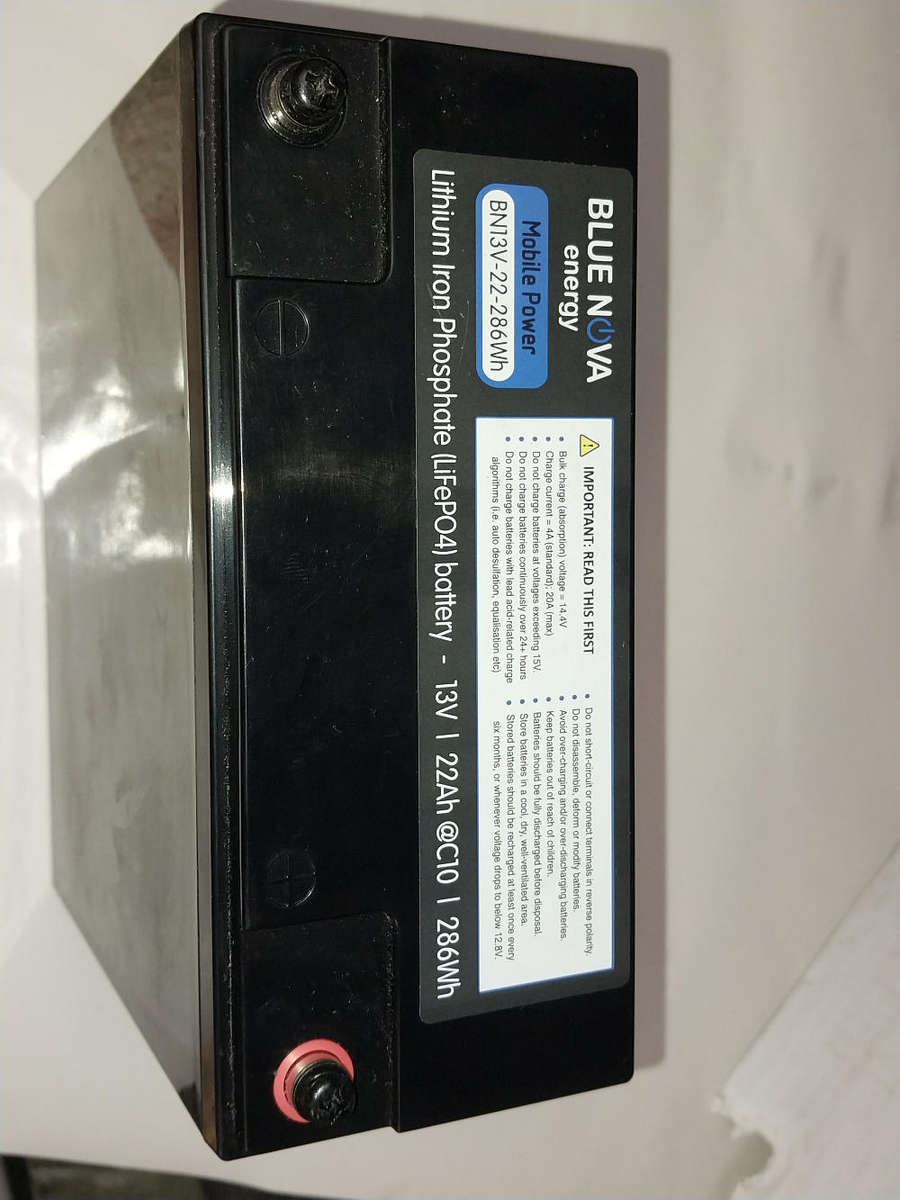 BLUE NOVA
energy
Mobile Power
BN13V-22-286Wh
IMPORTANT: READ THIS FIRST
• Bulk charge (absorption) voltage = 14.4V
• Charge current = 4A (standard); 20A (max)
• Do not charge batteries at voltages exceeding 15V.
• Do not charge batteries continuously over 24+ hours
• Do not charge batteries with lead acid-related charge
algorithms (i.e. auto desulfation, equalisation etc)
• Do not short-circuit or connect terminals in reverse polarity.
• Do not disassemble, deform or modify batteries.
• Avoid over-charging and/or over-discharging batteries.
• Keep batteries out of reach of children.
• Batteries should be fully discharged before disposal.
• Store batteries in a cool, dry, well-ventilated area.
• Stored batteries should be recharged at least once every
six months, or whenever voltage drops to below 12.8V.
Lithium Iron Phosphate (LiFePO4) battery - 13V | 22Ah @C10 | 286Wh